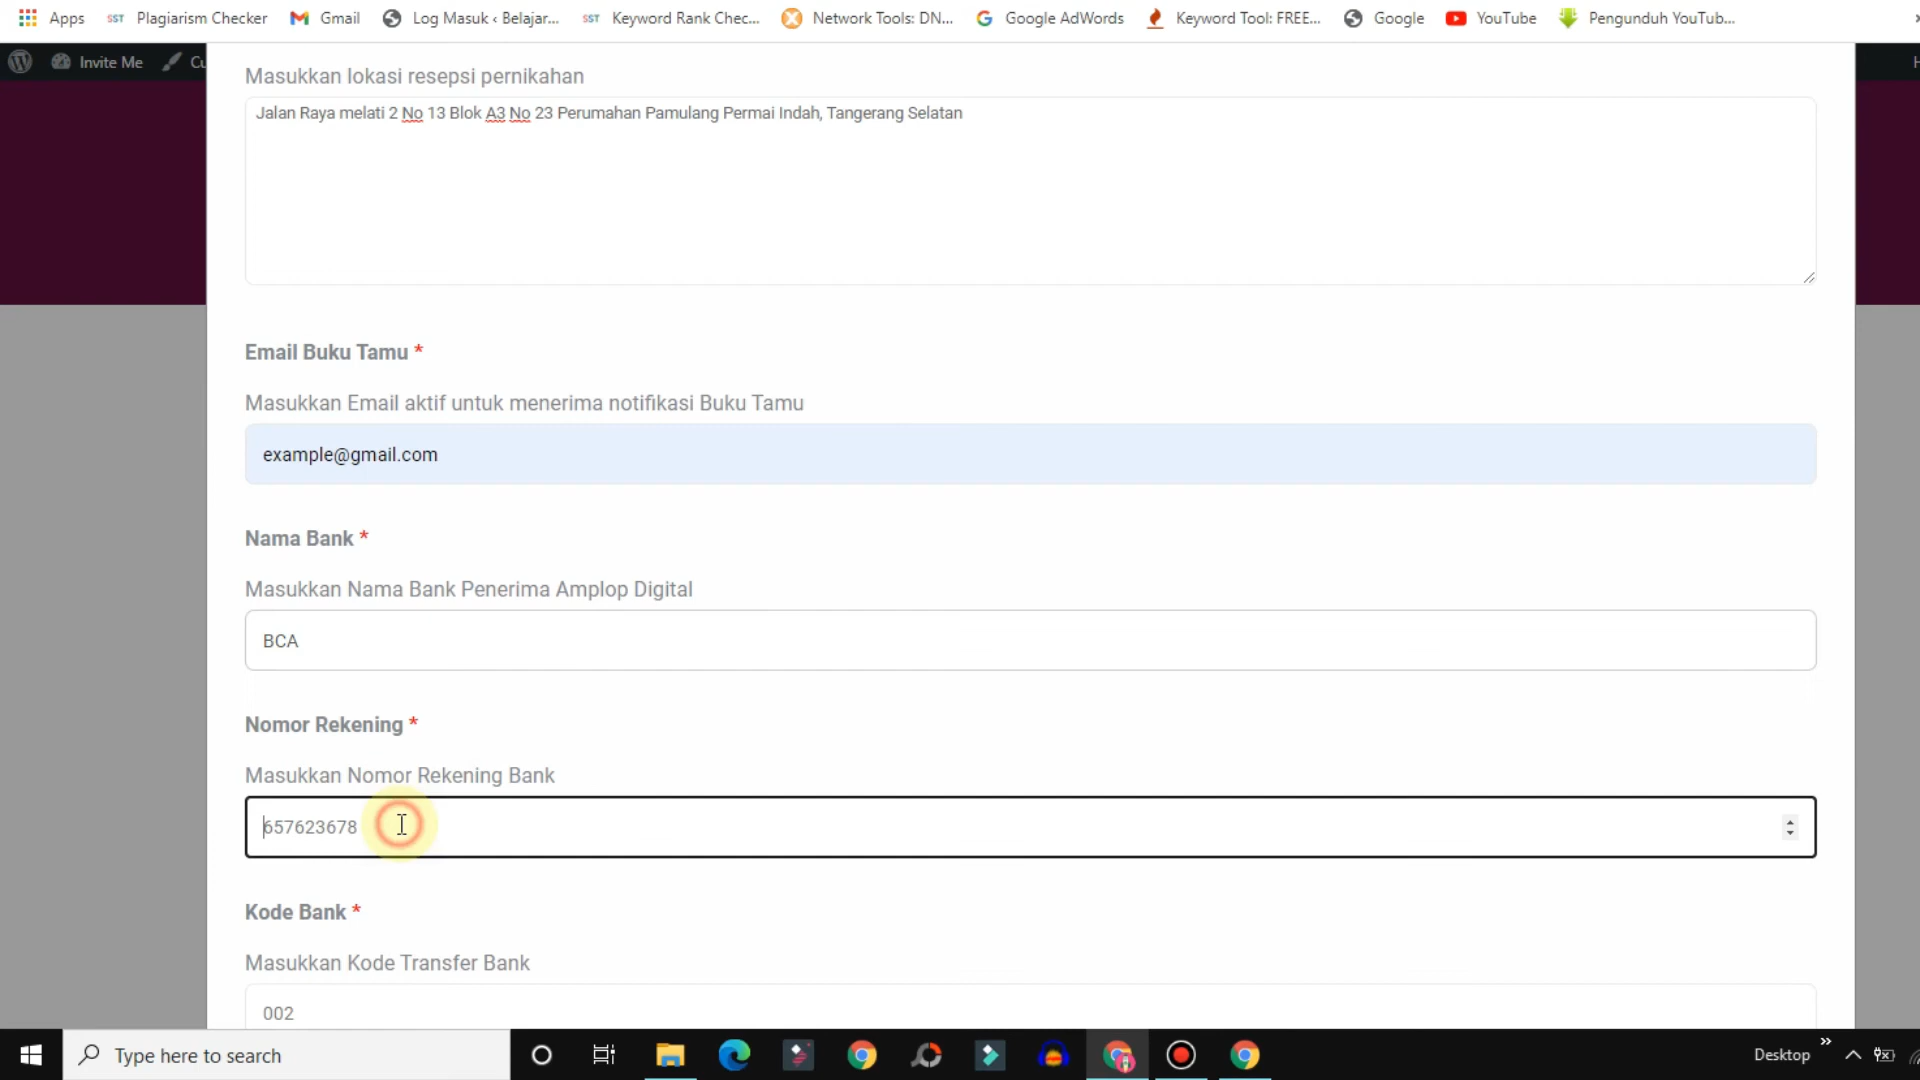 Apps SST Plagiarism Checker Gmail Log Masuk ‹ Belajar... SST Keyword Rank Chec... Network Tools: DN... Google AdWords Keyword Tool: FREE... Google YouTube Pengunduh YouTub...
Invite Me Cu H
Masukkan lokasi resepsi pernikahan
Jalan Raya melati 2 No 13 Blok A3 No 23 Perumahan Pamulang Permai Indah, Tangerang Selatan
Email Buku Tamu *
Masukkan Email aktif untuk menerima notifikasi Buku Tamu
example@gmail.com
Nama Bank *
Masukkan Nama Bank Penerima Amplop Digital
BCA
Nomor Rekening *
Masukkan Nomor Rekening Bank
657623678
Kode Bank *
Masukkan Kode Transfer Bank
002
Type here to search Desktop